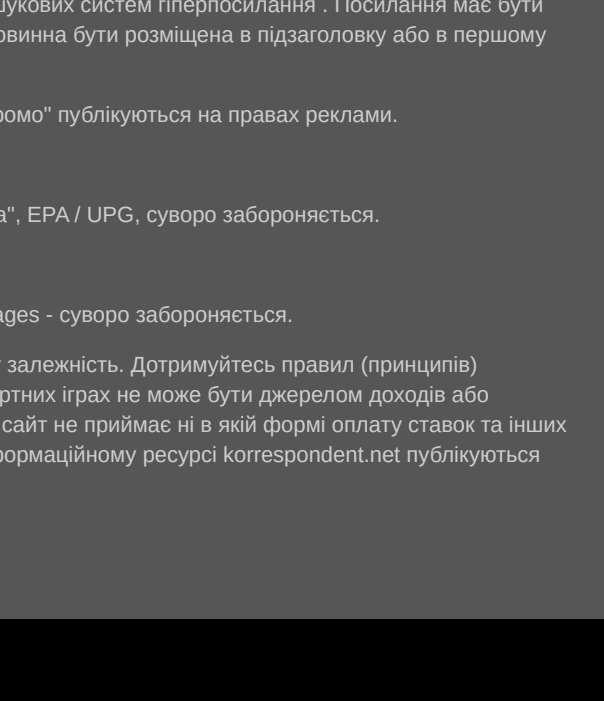 шукових систем гіперпосилання . Посилання має бути
овинна бути розміщена в підзаголовку або в першому
ромо" публікуються на правах реклами.
а", EPA / UPG, суворо забороняється.
ages - суворо забороняється.
у залежність. Дотримуйтесь правил (принципів)
ртних іграх не може бути джерелом доходів або
сайт не приймає ні в якій формі оплату ставок та інших
формаційному ресурсі korrespondent.net публікуються